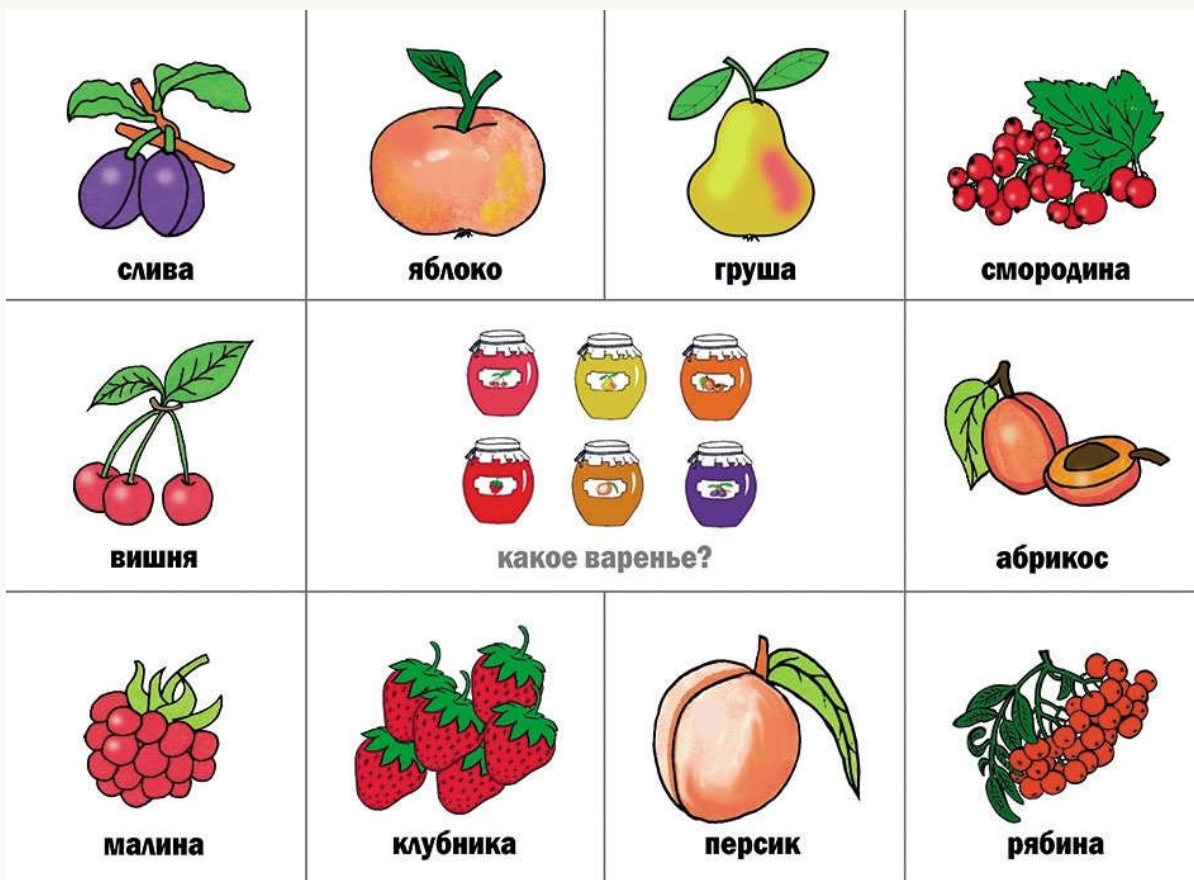 слива
яблоко
груша
смородина
вишня
какое варенье?
абрикос
малина
клубника
персик
рябина